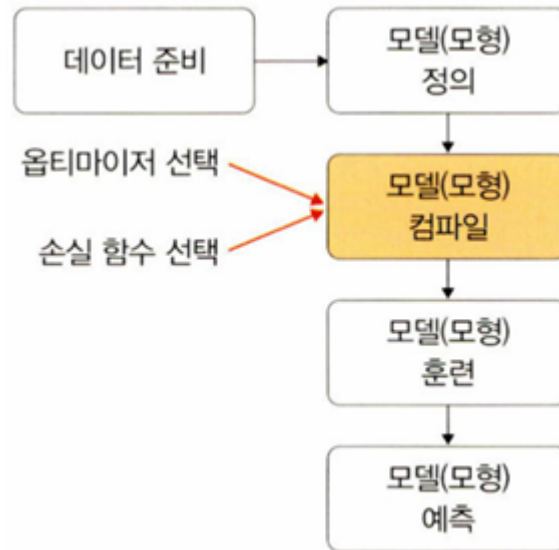 데이터 준비
모델(모형)
정의
옵티마이저 선택
모델(모형)
컴파일
손실 함수 선택
모델(모형)
훈련
모델(모형)
예측